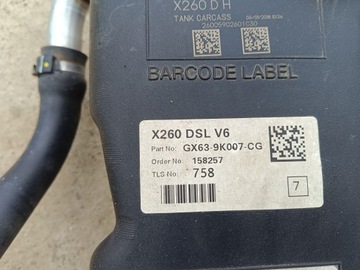 X260 D H
TANK CARCASS
BARCODE LABEL
X260 DSL V6
Part No: GX63-9K007-CG
Order No: 158257
TLS No: 758
7